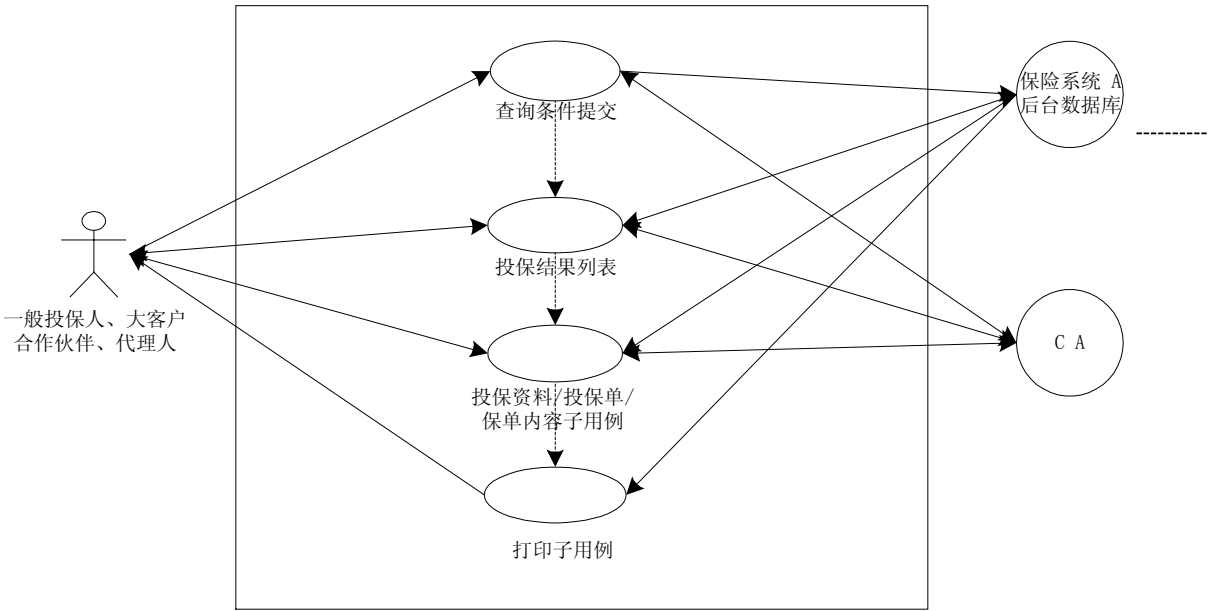 查询条件提交
保险系统 A
后台数据库
投保结果列表
一般投保人、大客户
合作伙伴、代理人
C A
投保资料/投保单/
保单内容子用例
打印子用例